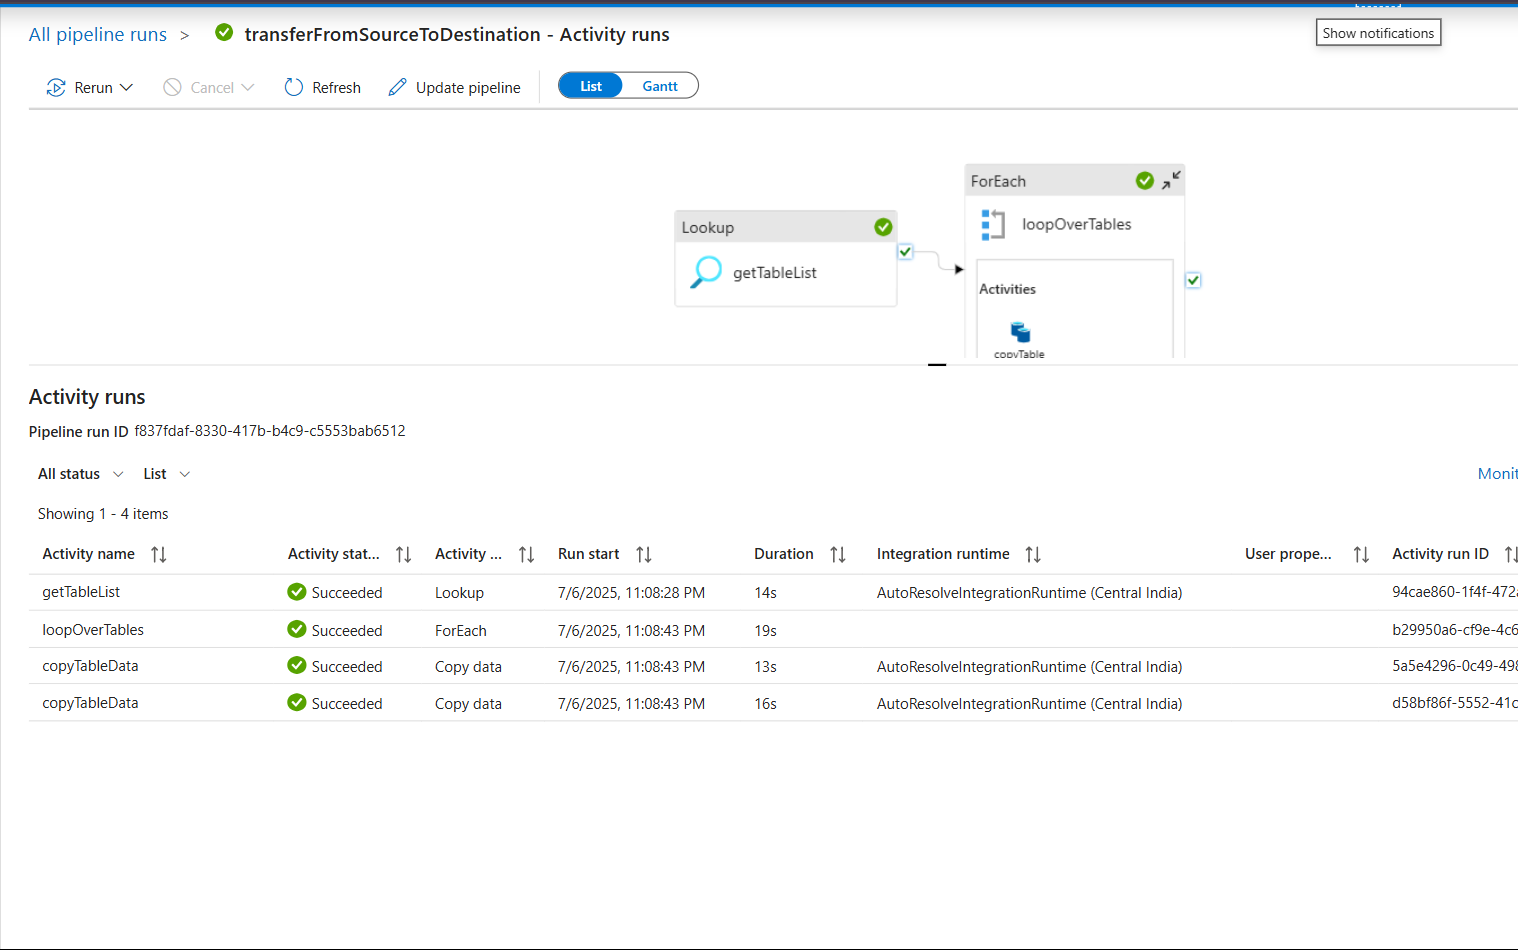 All pipeline runs > transferFromSourceToDestination - Activity runs
Show notifications
Rerun Cancel Refresh Update pipeline List Gantt
ForEach
Lookup
loopOverTables
getTableList
Activities
copyTable
Activity runs
Pipeline run ID f837fdaf-8330-417b-b4c9-c5553bab6512
All status List Monit
Showing 1 - 4 items
Activity name Activity stat... Activity ... Run start Duration Integration runtime User prope... Activity run ID
getTableList Succeeded Lookup 7/6/2025, 11:08:28 PM 14s AutoResolveIntegrationRuntime (Central India) 94cae860-1f4f-472a
loopOverTables Succeeded ForEach 7/6/2025, 11:08:43 PM 19s b29950a6-cf9e-4c6
copyTableData Succeeded Copy data 7/6/2025, 11:08:43 PM 13s AutoResolveIntegrationRuntime (Central India) 5a5e4296-0c49-498
copyTableData Succeeded Copy data 7/6/2025, 11:08:43 PM 16s AutoResolveIntegrationRuntime (Central India) d58bf86f-5552-41c